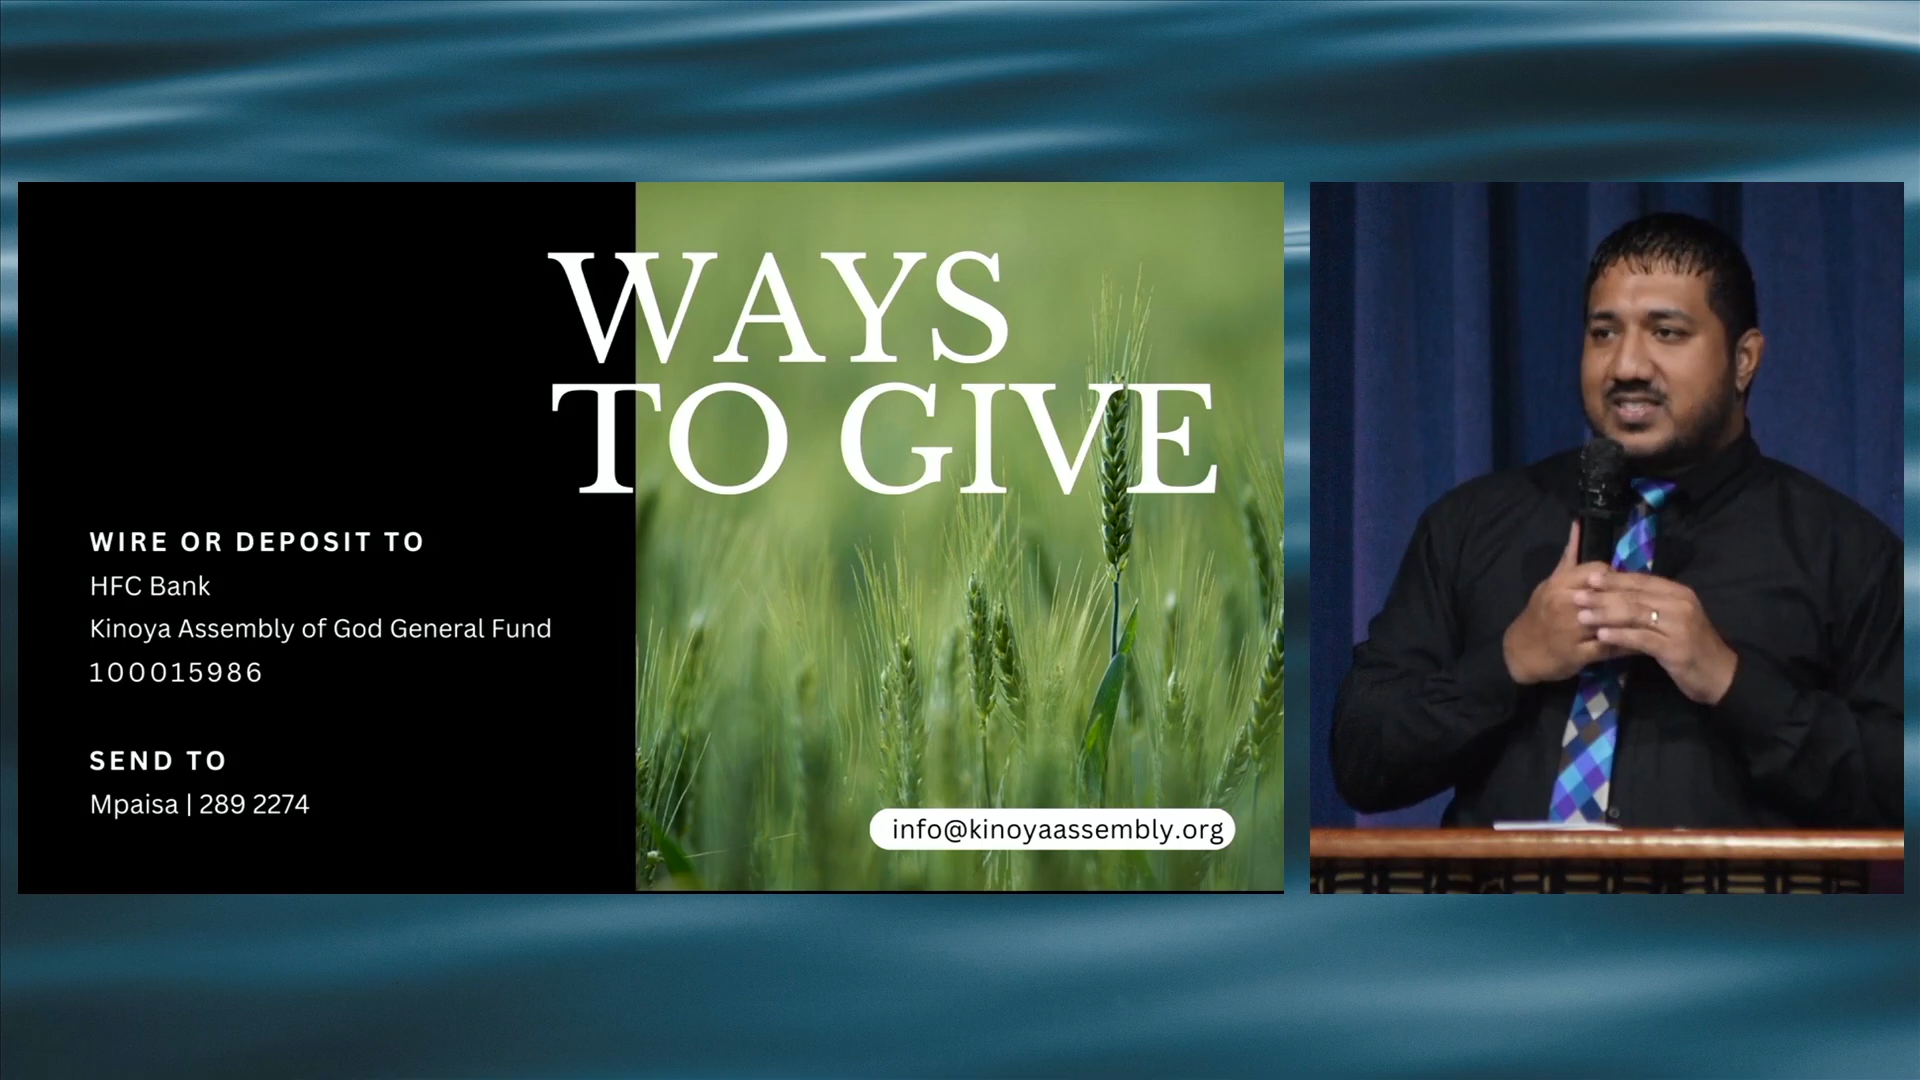 WAYS
TO GIVE
WIRE OR DEPOSIT TO
HFC Bank
Kinoya Assembly of God General Fund
100015986
SEND TO
Mpaisa | 289 2274
info@kinoyaassembly.org